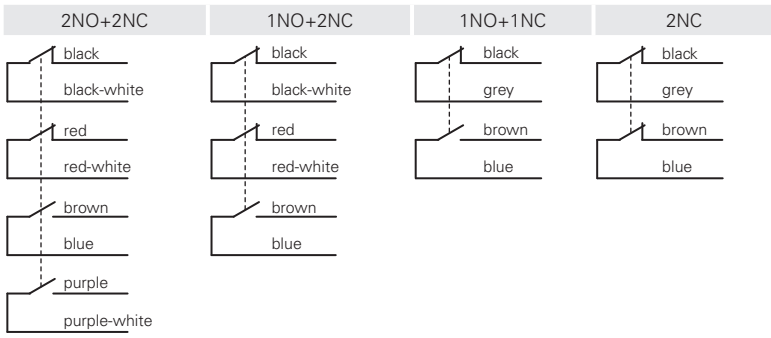 2NO+2NC
black
black-white
red
red-white
brown
blue
purple
purple-white
1NO+2NC
black
black-white
red
red-white
brown
blue
1NO+1NC
black
grey
brown
blue
2NC
black
grey
brown
blue